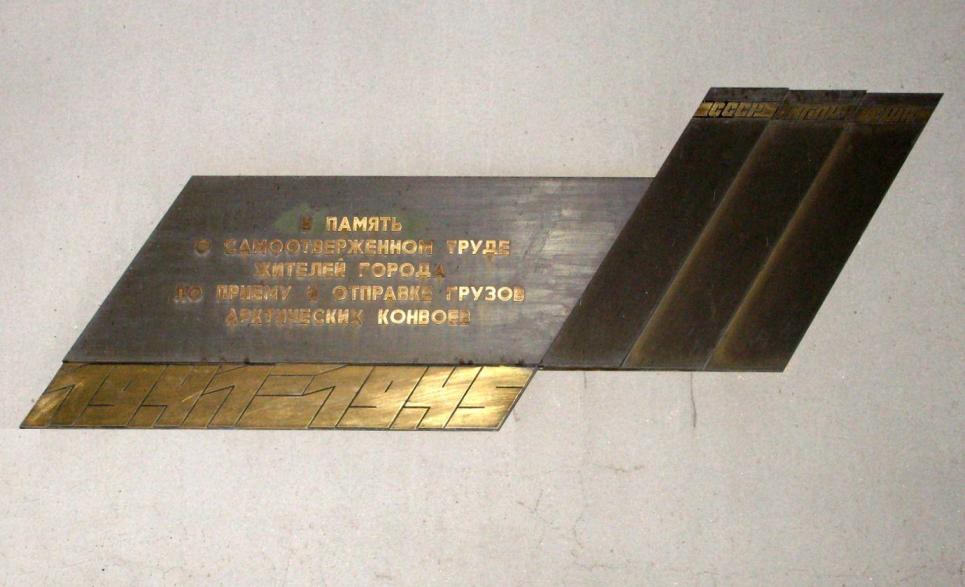 В ПАМЯТЬ
О САМООТВЕРЖЕННОМ ТРУДЕ
ЖИТЕЛЕЙ ГОРОДА
ПО ПРИЕМУ И ОТПРАВКЕ ГРУЗОВ
АРКТИЧЕСКИХ КОНВОЕВ
1941-1945
СССР